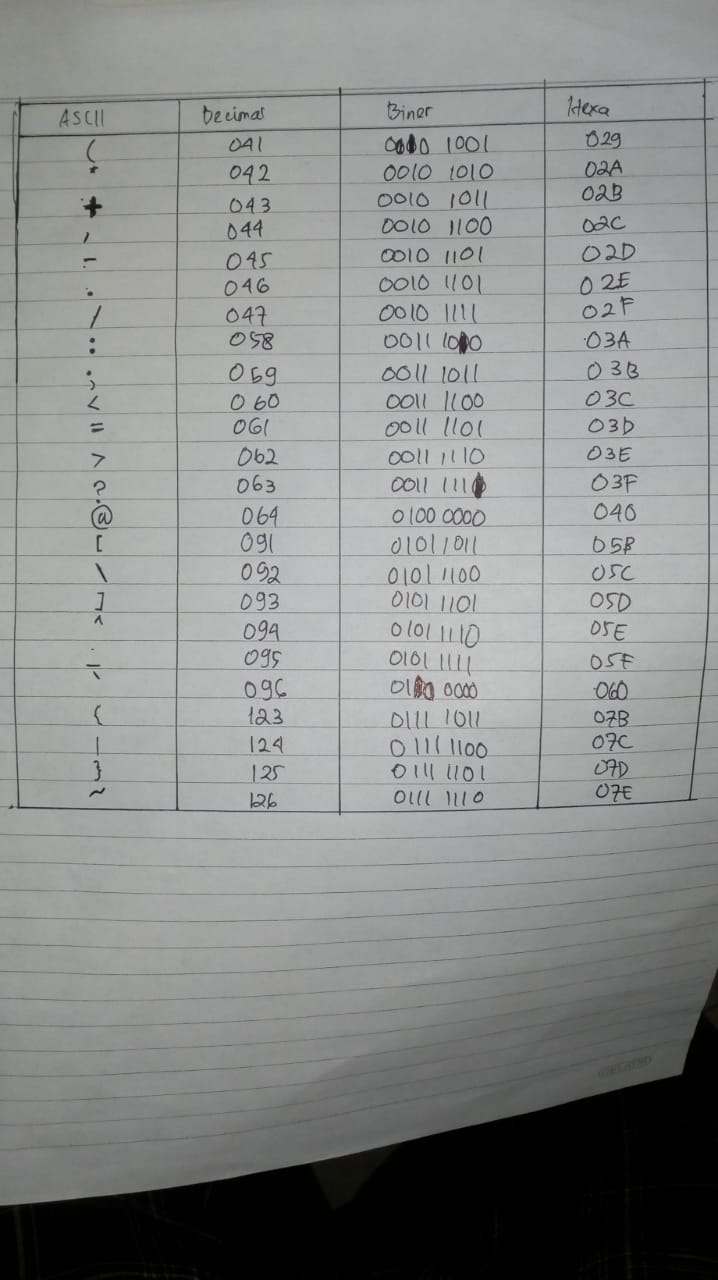 ASCII Decimal Biner Hexa
( 041 0010 1001 029
* 042 0010 1010 02A
+ 043 0010 1011 02B
, 044 0010 1100 02C
- 045 0010 1101 02D
. 046 0010 1101 02E
/ 047 0010 1111 02F
: 058 0011 1010 03A
; 059 0011 1011 03B
< 060 0011 1100 03C
= 061 0011 1101 03D
> 062 0011 1110 03E
? 063 0011 1111 03F
@ 064 0100 0000 040
[ 091 0101 1011 05B
\ 092 0101 1100 05C
] 093 0101 1101 05D
^ 094 0101 1110 05E
_ 095 0101 1111 05F
` 096 0110 0000 060
{ 123 0111 1011 07B
| 124 0111 1100 07C
} 125 0111 1101 07D
~ 126 0111 1110 07E